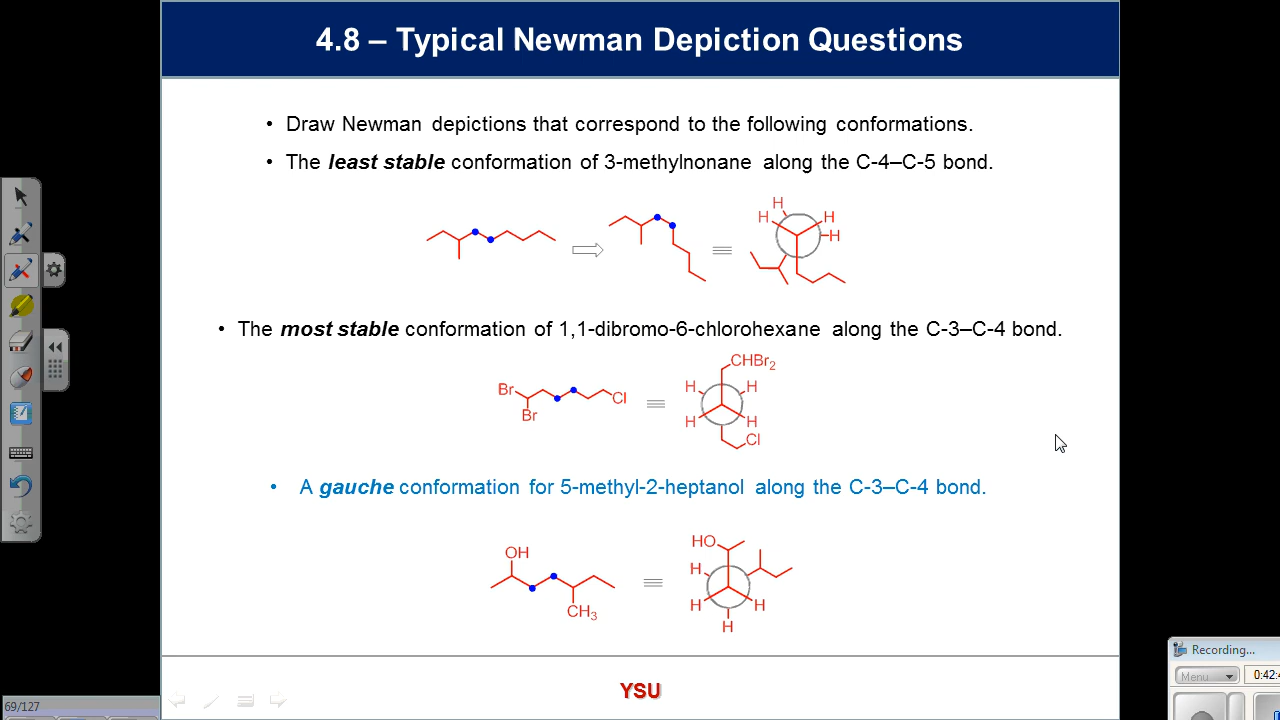 4.8 – Typical Newman Depiction Questions
• Draw Newman depictions that correspond to the following conformations.
• The least stable conformation of 3-methylnonane along the C-4–C-5 bond.
H
H H
H
• The most stable conformation of 1,1-dibromo-6-chlorohexane along the C-3–C-4 bond.
CHBr2
Br Cl H H
Br H H
Cl
• A gauche conformation for 5-methyl-2-heptanol along the C-3–C-4 bond.
OH HO
H
CH3 H H
H
Recording...
Menu 0:42:4
YSU
69/127